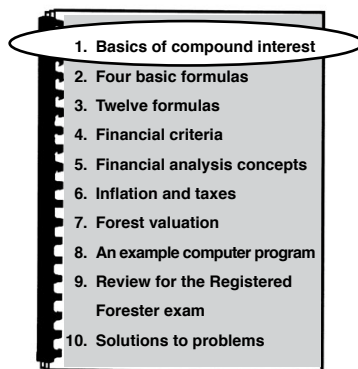 1. Basics of compound interest
2. Four basic formulas
3. Twelve formulas
4. Financial criteria
5. Financial analysis concepts
6. Inflation and taxes
7. Forest valuation
8. An example computer program
9. Review for the Registered
Forester exam
10. Solutions to problems